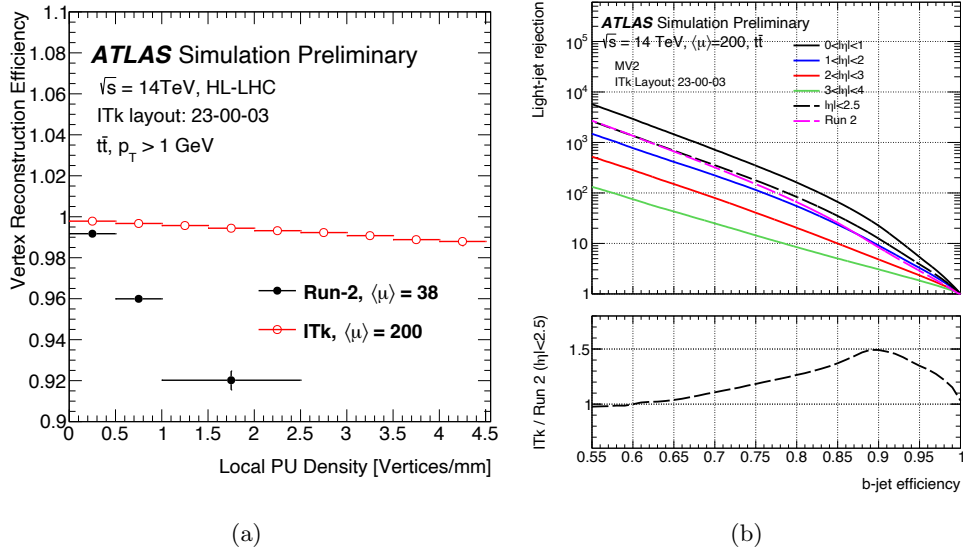 ATLAS Simulation Preliminary
√s = 14TeV, HL-LHC
ITk layout: 23-00-03
tt̄, p_T > 1 GeV
Vertex Reconstruction Efficiency
1.1
1.08
1.06
1.04
1.02
1
0.98
0.96
0.94
0.92
0.9
Run-2, ⟨μ⟩ = 38
ITk, ⟨μ⟩ = 200
0 0.5 1 1.5 2 2.5 3 3.5 4 4.5
Local PU Density [Vertices/mm]
(a)
ATLAS Simulation Preliminary
√s = 14 TeV, ⟨μ⟩=200, tt̄
MV2
ITk Layout: 23-00-03
0<|η|<1
1<|η|<2
2<|η|<3
3<|η|<4
|η|<2.5
Run 2
Light-jet rejection
10⁵
10⁴
10³
10²
10
1
ITk / Run 2 (|η|<2.5)
1.5
1
0.55 0.6 0.65 0.7 0.75 0.8 0.85 0.9 0.95 1
b-jet efficiency
(b)